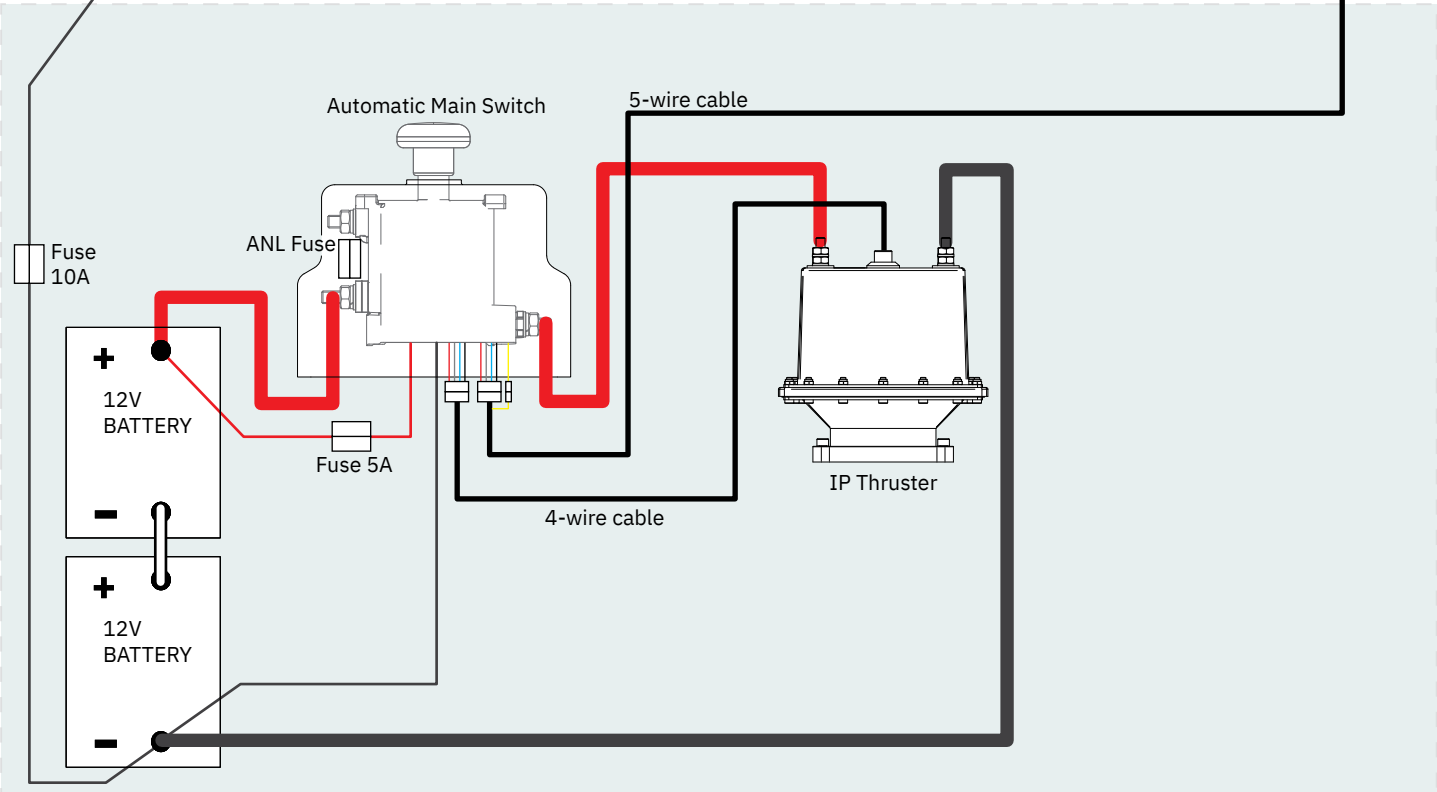 5-wire cable
Automatic Main Switch
ANL Fuse
Fuse
10A
+
12V
BATTERY
Fuse 5A
IP Thruster
-
4-wire cable
+
12V
BATTERY
-